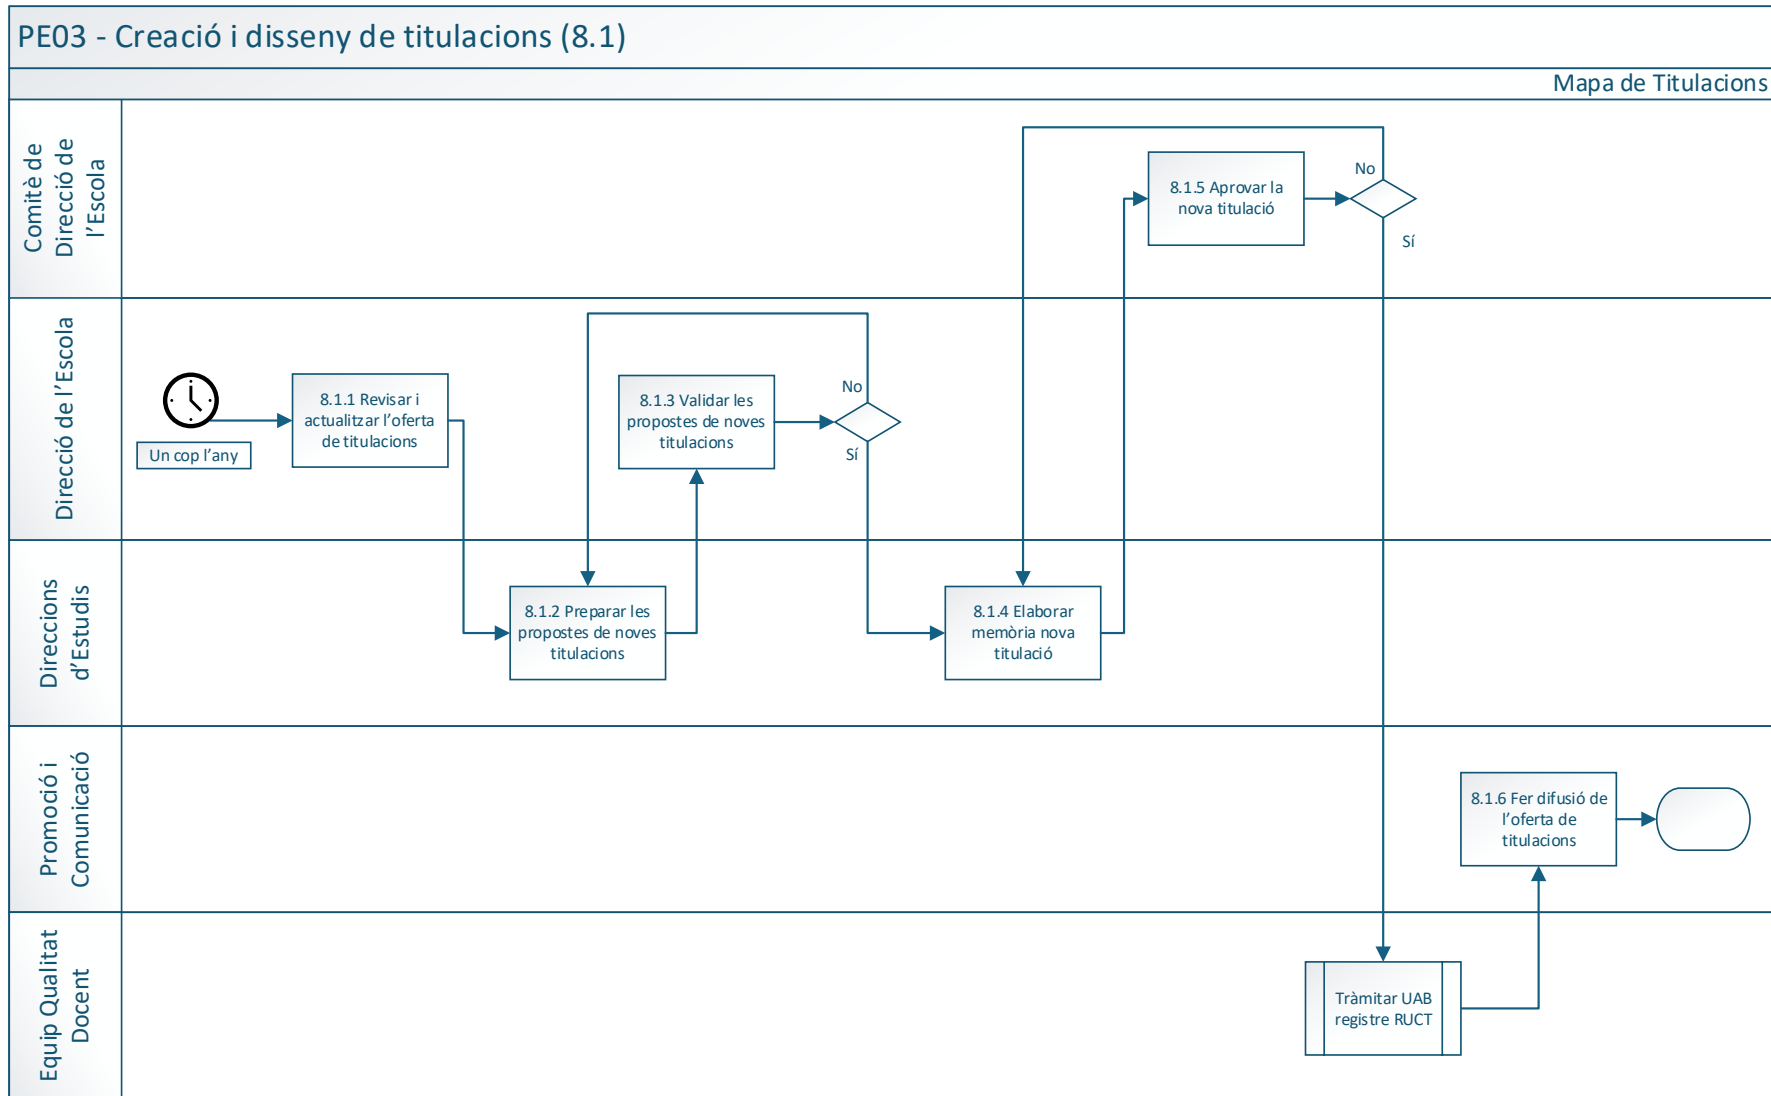 PE03 - Creació i disseny de titulacions (8.1)
Mapa de Titulacions
Comitè de
Direcció de
l'Escola
8.1.5 Aprovar la
nova titulació
No
Sí
Direcció de l'Escola
Un cop l'any
8.1.1 Revisar i
actualitzar l'oferta
de titulacions
8.1.3 Validar les
propostes de noves
titulacions
No
Sí
Direccions
d'Estudis
8.1.2 Preparar les
propostes de noves
titulacions
8.1.4 Elaborar
memòria nova
titulació
Promoció i
Comunicació
8.1.6 Fer difusió de
l'oferta de
titulacions
Equip Qualitat
Docent
Tràmitar UAB
registre RUCT